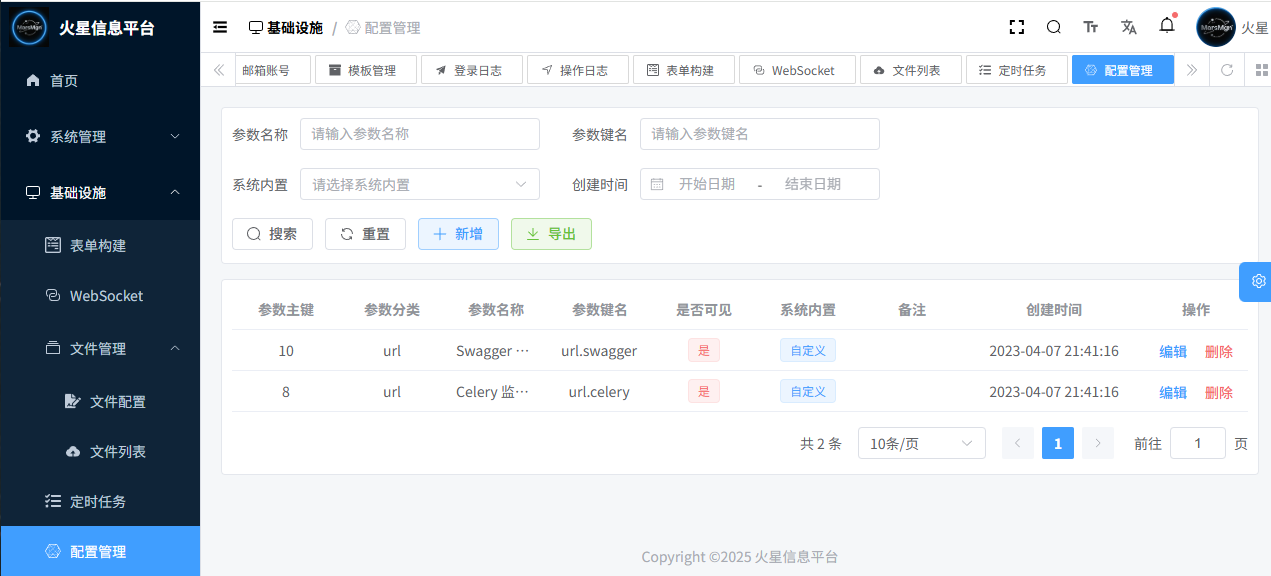 火星信息平台
首页
系统管理
基础设施
表单构建
WebSocket
文件管理
文件配置
文件列表
定时任务
配置管理
基础设施 / 配置管理
火星
邮箱账号 模板管理 登录日志 操作日志 表单构建 WebSocket 文件列表 定时任务 配置管理
参数名称 请输入参数名称 参数键名 请输入参数键名
系统内置 请选择系统内置 创建时间 开始日期 - 结束日期
搜索 重置 新增 导出
参数主键 参数分类 参数名称 参数键名 是否可见 系统内置 备注 创建时间 操作
10 url Swagger … url.swagger 是 自定义 2023-04-07 21:41:16 编辑 删除
8 url Celery 监… url.celery 是 自定义 2023-04-07 21:41:16 编辑 删除
共 2 条 10条/页 1 前往 1 页
Copyright ©2025 火星信息平台